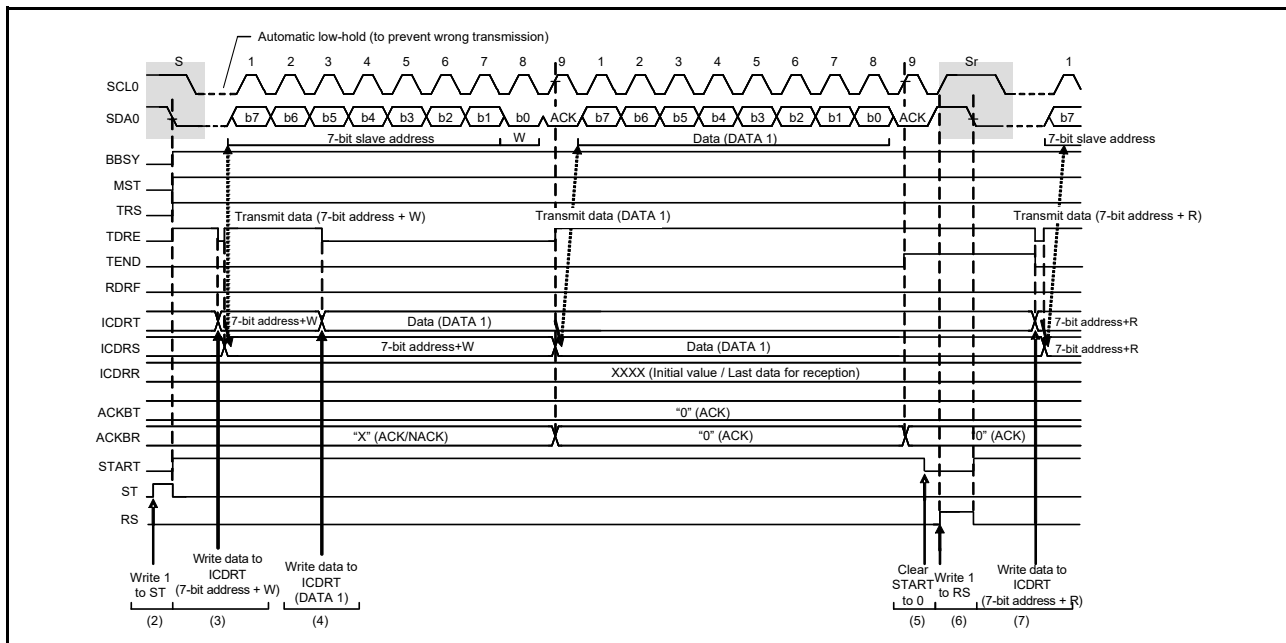 Automatic low-hold (to prevent wrong transmission)
S 1 2 3 4 5 6 7 8 9 1 2 3 4 5 6 7 8 9 Sr 1
SCL0
SDA0 b7 b6 b5 b4 b3 b2 b1 b0 ACK b7 b6 b5 b4 b3 b2 b1 b0 ACK b7
7-bit slave address W Data (DATA 1) 7-bit slave address
BBSY
MST
TRS
Transmit data (7-bit address + W) Transmit data (DATA 1) Transmit data (7-bit address + R)
TDRE
TEND
RDRF
ICDRT 7-bit address+W Data (DATA 1) 7-bit address+R
ICDRS 7-bit address+W Data (DATA 1) 7-bit address+R
ICDRR XXXX (Initial value / Last data for reception)
ACKBT “0” (ACK)
ACKBR “X” (ACK/NACK) “0” (ACK) 0” (ACK)
START
ST
RS
Write 1
to ST
Write data to
ICDRT
(7-bit address + W)
Write data to
ICDRT
(DATA 1)
Clear
START
to 0
Write 1
to RS
Write data to
ICDRT
(7-bit address + R)
(2) (3) (4) (5) (6) (7)